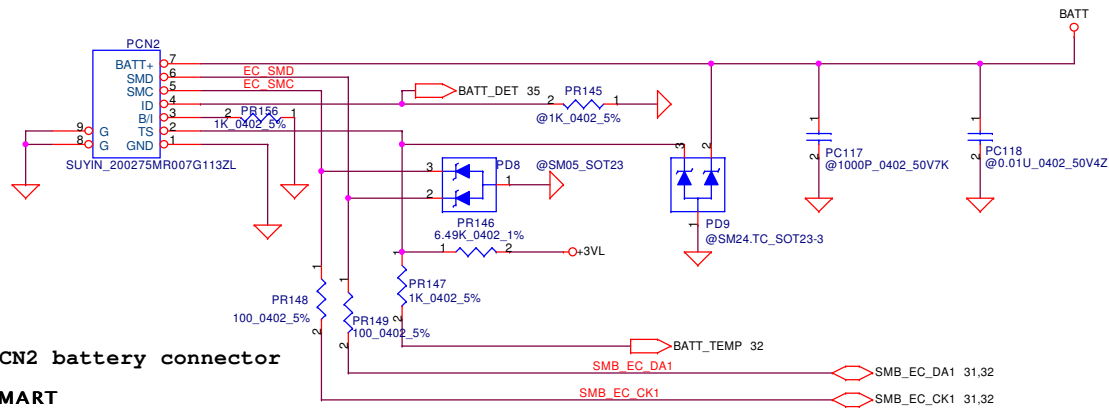 BATT
PCN2
BATT+ 7
SMD 6 EC_SMD
SMC 5 EC_SMC
ID 4
B/I 3
TS 2
GND 1
9 G
8 G
SUYIN_200275MR007G113ZL
2 PR156 1
1K_0402_5%
BATT_DET 35
2 PR145 1
@1K_0402_5%
3 PD8 @SM05_SOT23
2 1
3 2
PD9
1 @SM24.TC_SOT23-3
1
PC117
2 @1000P_0402_50V7K
1
PC118
2 @0.01U_0402_50V4Z
PR146
6.49K_0402_1%
1 2 +3VL
1
PR147
1K_0402_5%
2
1
PR148
100_0402_5%
2
1
PR149
100_0402_5%
2
BATT_TEMP 32
CN2 battery connector
SMB_EC_DA1 SMB_EC_DA1 31,32
MART
SMB_EC_CK1 SMB_EC_CK1 31,32